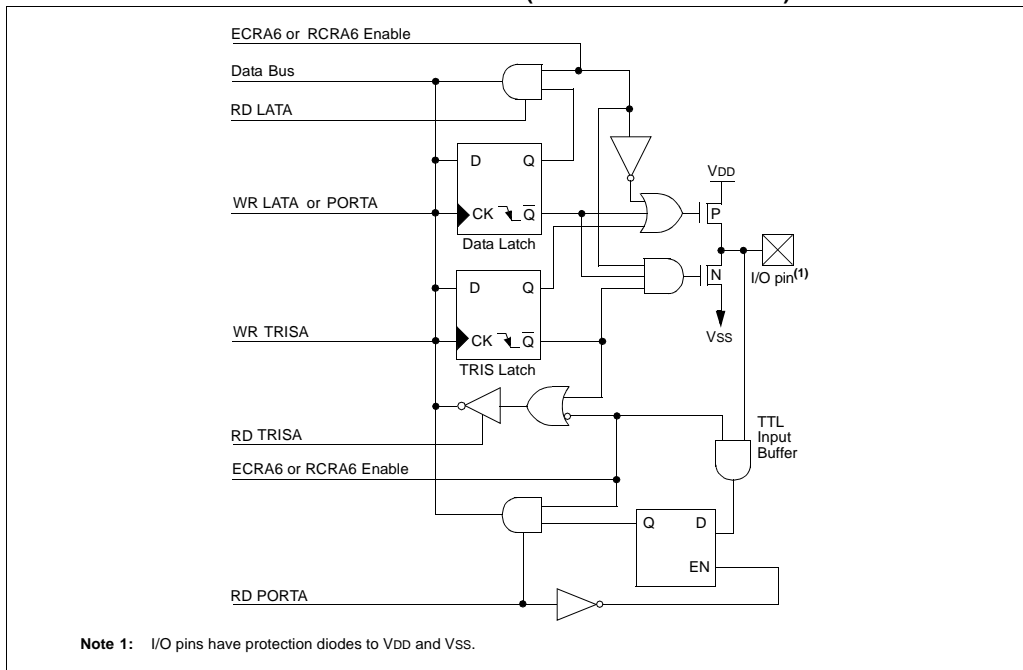 ECRA6 or RCRA6 Enable
Data Bus
RD LATA
D Q
VDD
WR LATA or PORTA
CK Q
P
Data Latch
I/O pin(1)
D Q
N
WR TRISA
CK Q
VSS
TRIS Latch
TTL
Input
Buffer
RD TRISA
ECRA6 or RCRA6 Enable
Q D
EN
RD PORTA
Note 1: I/O pins have protection diodes to VDD and VSS.